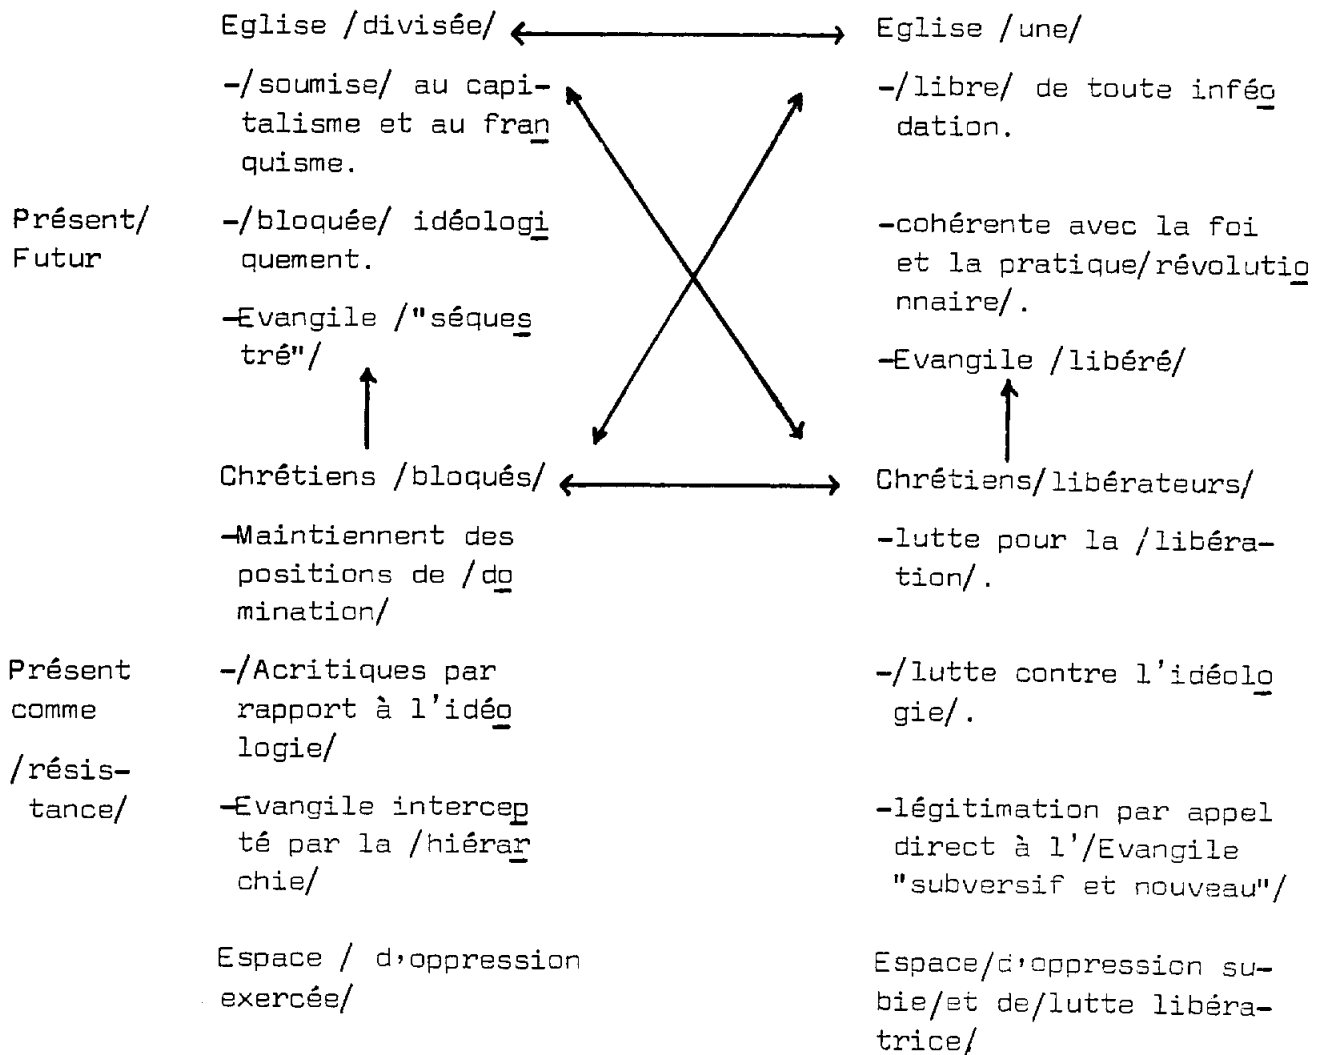 Eglise /divisée/
-/soumise/ au capi-
talisme et au fran
quisme.
Présent/
Futur
-/bloquée/ idéologi
quement.
-Evangile /"séques
tré"/
Eglise /une/
-/libre/ de toute inféo
dation.
-cohérente avec la foi
et la pratique/révolutio
nnaire/.
-Evangile /libéré/
Chrétiens /bloqués/
-Maintiennent des
positions de /do
mination/
Présent
comme
/résis-
tance/
-/Acritiques par
rapport à l'idéo
logie/
-Evangile intercep
té par la /hiérar
chie/
Espace / d'oppression
exercée/
Chrétiens/libérateurs/
-lutte pour la /libéra-
tion/.
-/lutte contre l'idéolo
gie/.
-légitimation par appel
direct à l'/Evangile
"subversif et nouveau"/
Espace/d'oppression su-
bie/et de/lutte libéra-
trice/